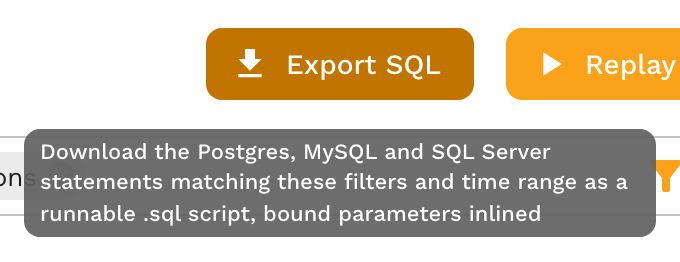 Export SQL
Replay
Download the Postgres, MySQL and SQL Server
statements matching these filters and time range as a
runnable .sql script, bound parameters inlined
ons